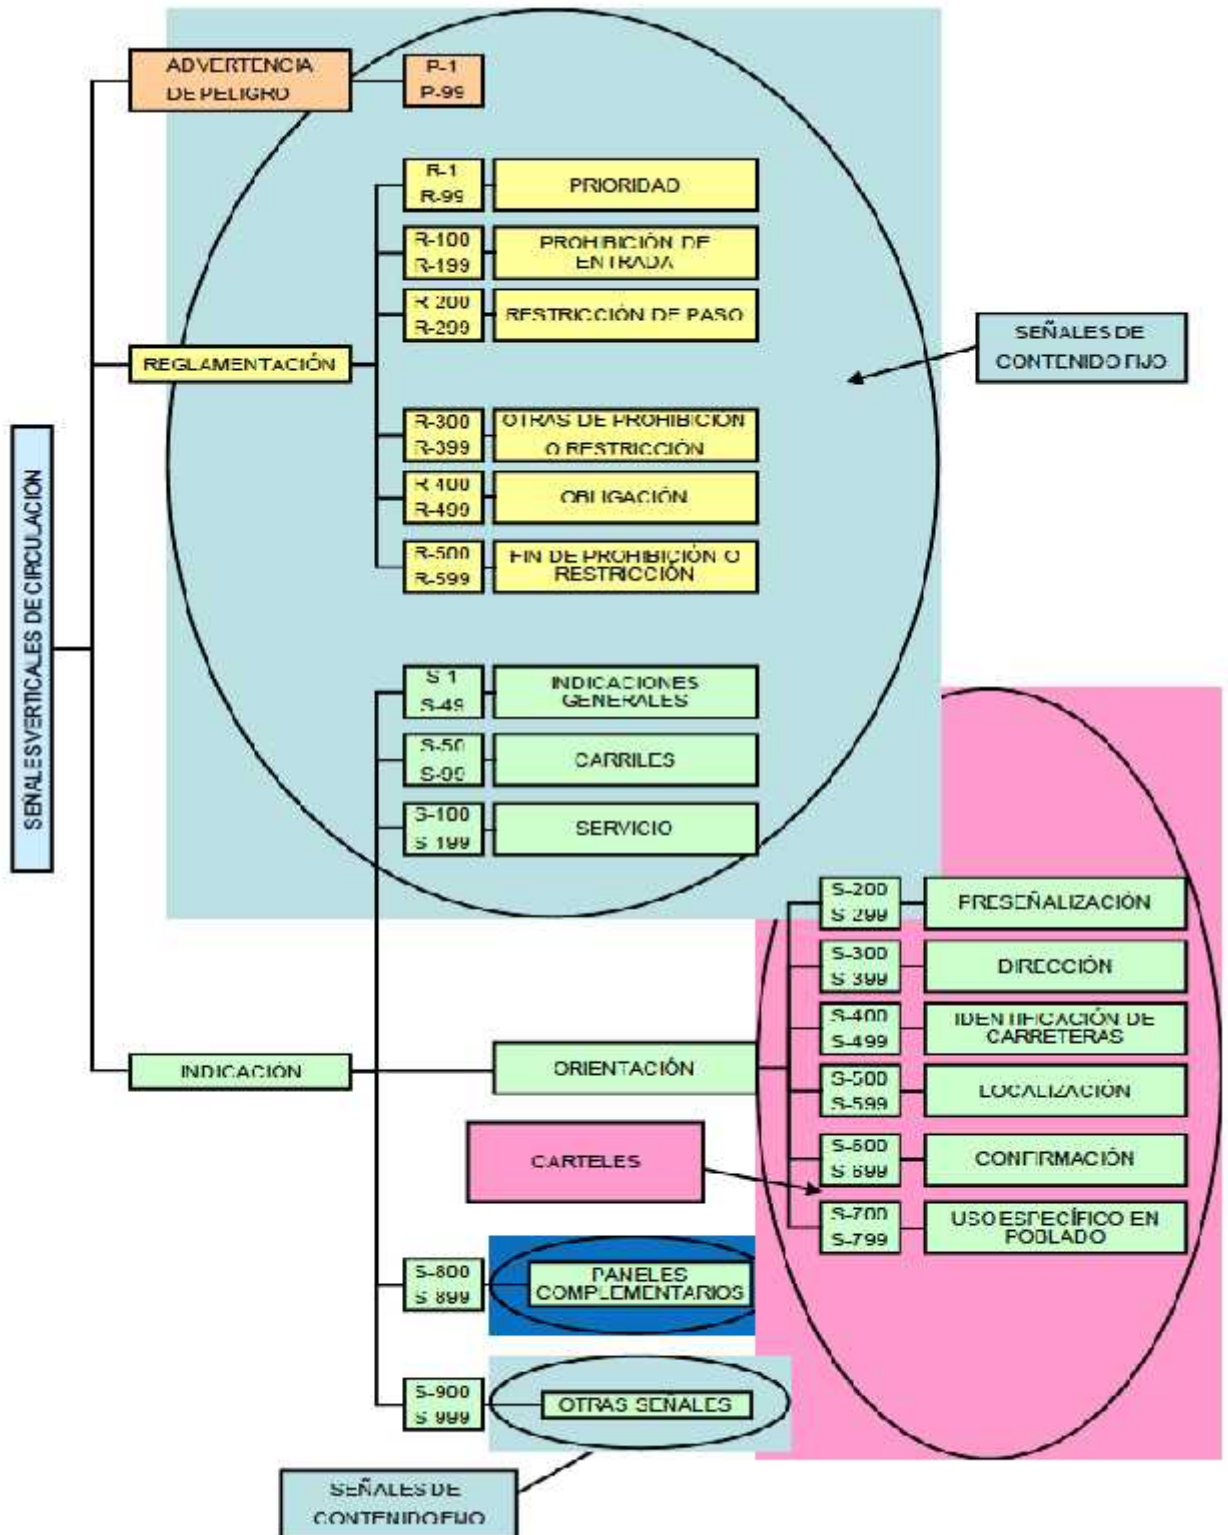 SEÑALES VERTICALES DE CIRCULACIÓN
ADVERTENCIA
DE PELIGRO
P-1
P-99
REGLAMENTACIÓN
R-1
R-99
PRIORIDAD
R-100
R-199
PROHIBICIÓN DE
ENTRADA
R-200
R-299
RESTRICCIÓN DE PASO
R-300
R-399
OTRAS DE PROHIBICIÓN
O RESTRICCIÓN
R-400
R-499
OBLIGACIÓN
R-500
R-599
FIN DE PROHIBICIÓN O
RESTRICCIÓN
SEÑALES DE
CONTENIDO FIJO
INDICACIÓN
S-1
S-49
INDICACIONES
GENERALES
S-50
S-99
CARRILES
S-100
S-199
SERVICIO
ORIENTACIÓN
S-200
S-299
PRESEÑALIZACIÓN
S-300
S-399
DIRECCIÓN
S-400
S-499
IDENTIFICACIÓN DE
CARRETERAS
S-500
S-599
LOCALIZACIÓN
S-600
S-699
CONFIRMACIÓN
S-700
S-799
USO ESPECÍFICO EN
POBLADO
CARTELES
S-800
S-899
PANELES
COMPLEMENTARIOS
S-900
S-999
OTRAS SEÑALES
SEÑALES DE
CONTENIDO FIJO